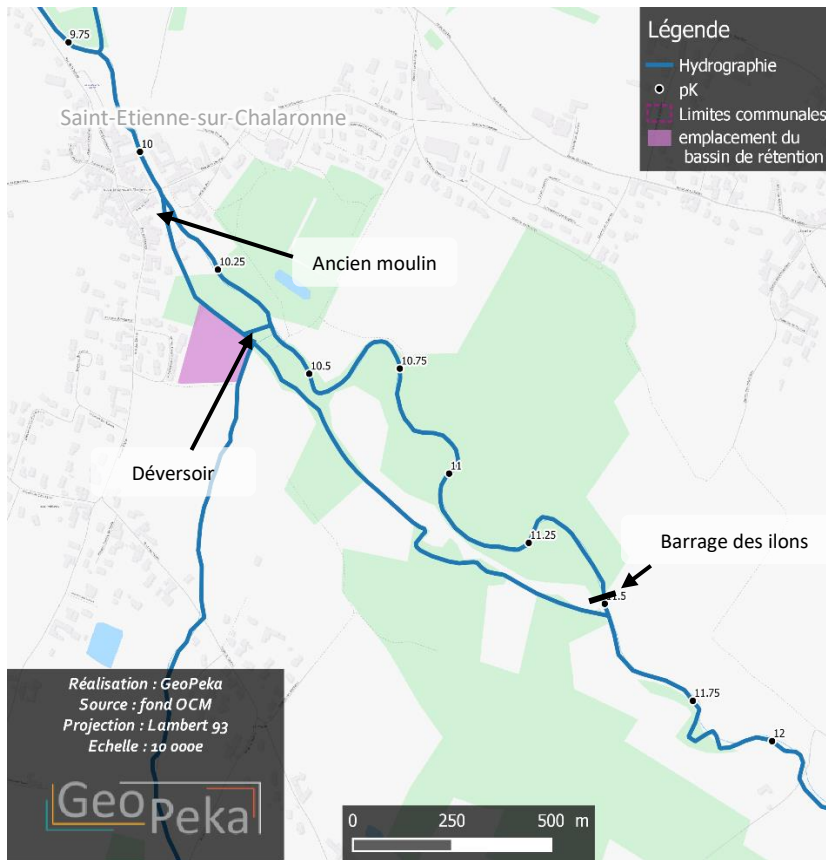 9.75
Légende
Hydrographie
pK
Limites communales
emplacement du
bassin de rétention
Saint-Etienne-sur-Chalaronne
10
Ancien moulin
10.25
10.5
10.75
Déversoir
11
11.25
Barrage des ilons
11.5
11.75
12
Réalisation : GeoPeka
Source : fond OCM
Projection : Lambert 93
Echelle : 10 000e
GeoPeka
0 250 500 m